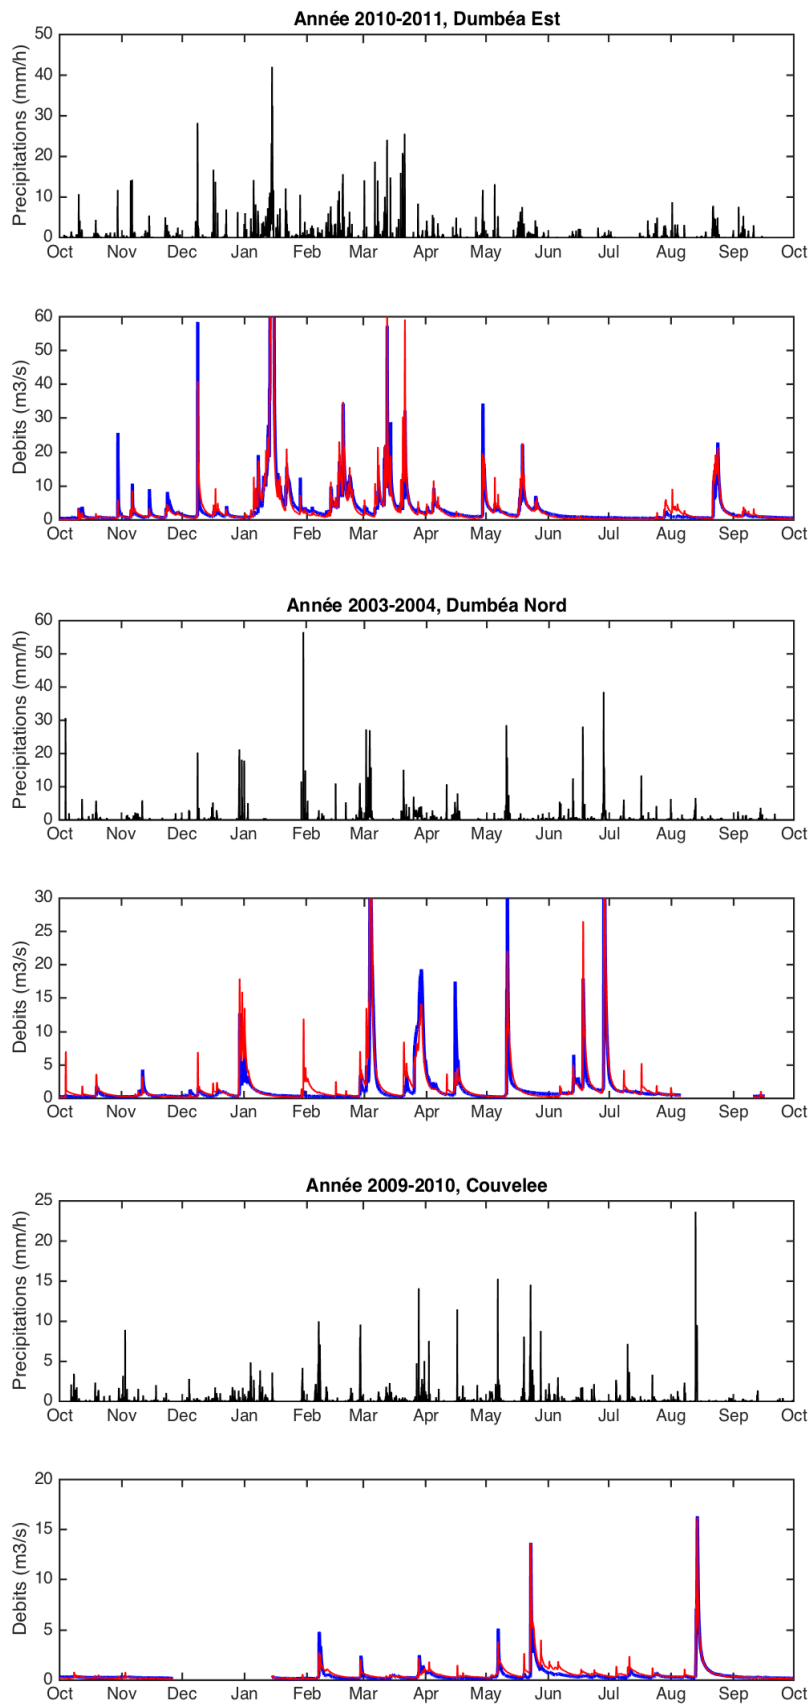 Année 2010-2011, Dumbéa Est
Precipitations (mm/h)
50
40
30
20
10
0
Oct Nov Dec Jan Feb Mar Apr May Jun Jul Aug Sep Oct
Debits (m3/s)
60
50
40
30
20
10
0
Oct Nov Dec Jan Feb Mar Apr May Jun Jul Aug Sep Oct
Année 2003-2004, Dumbéa Nord
Precipitations (mm/h)
60
50
40
30
20
10
0
Oct Nov Dec Jan Feb Mar Apr May Jun Jul Aug Sep Oct
Debits (m3/s)
30
25
20
15
10
5
0
Oct Nov Dec Jan Feb Mar Apr May Jun Jul Aug Sep Oct
Année 2009-2010, Couvelee
Precipitations (mm/h)
25
20
15
10
5
0
Oct Nov Dec Jan Feb Mar Apr May Jun Jul Aug Sep Oct
Debits (m3/s)
20
15
10
5
0
Oct Nov Dec Jan Feb Mar Apr May Jun Jul Aug Sep Oct